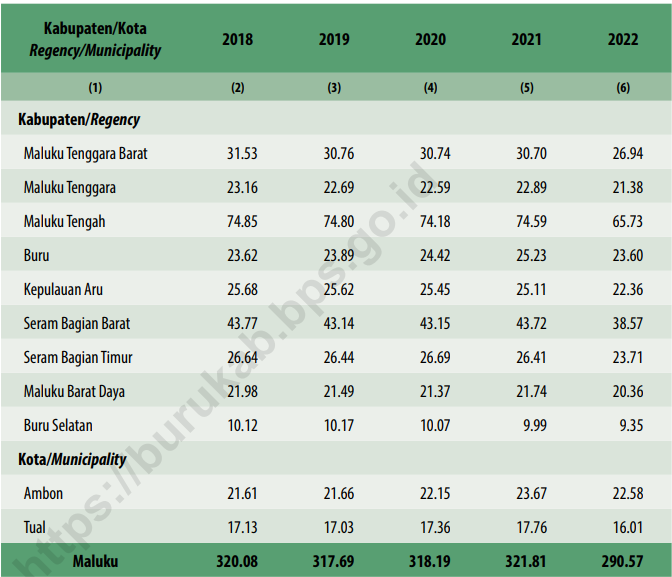 Kabupaten/Kota 2018 2019 2020 2021 2022
Regency/Municipality
(1) (2) (3) (4) (5) (6)
Kabupaten/Regency
Maluku Tenggara Barat 31.53 30.76 30.74 30.70 26.94
Maluku Tenggara 23.16 22.69 22.59 22.89 21.38
Maluku Tengah 74.85 74.80 74.18 74.59 65.73
Buru 23.62 23.89 24.42 25.23 23.60
Kepulauan Aru 25.68 25.62 25.45 25.11 22.36
Seram Bagian Barat 43.77 43.14 43.15 43.72 38.57
Seram Bagian Timur 26.64 26.44 26.69 26.41 23.71
Maluku Barat Daya 21.98 21.49 21.37 21.74 20.36
Buru Selatan 10.12 10.17 10.07 9.99 9.35
Kota/Municipality
Ambon 21.61 21.66 22.15 23.67 22.58
Tual 17.13 17.03 17.36 17.76 16.01
Maluku 320.08 317.69 318.19 321.81 290.57
https://burukab.bps.go.id